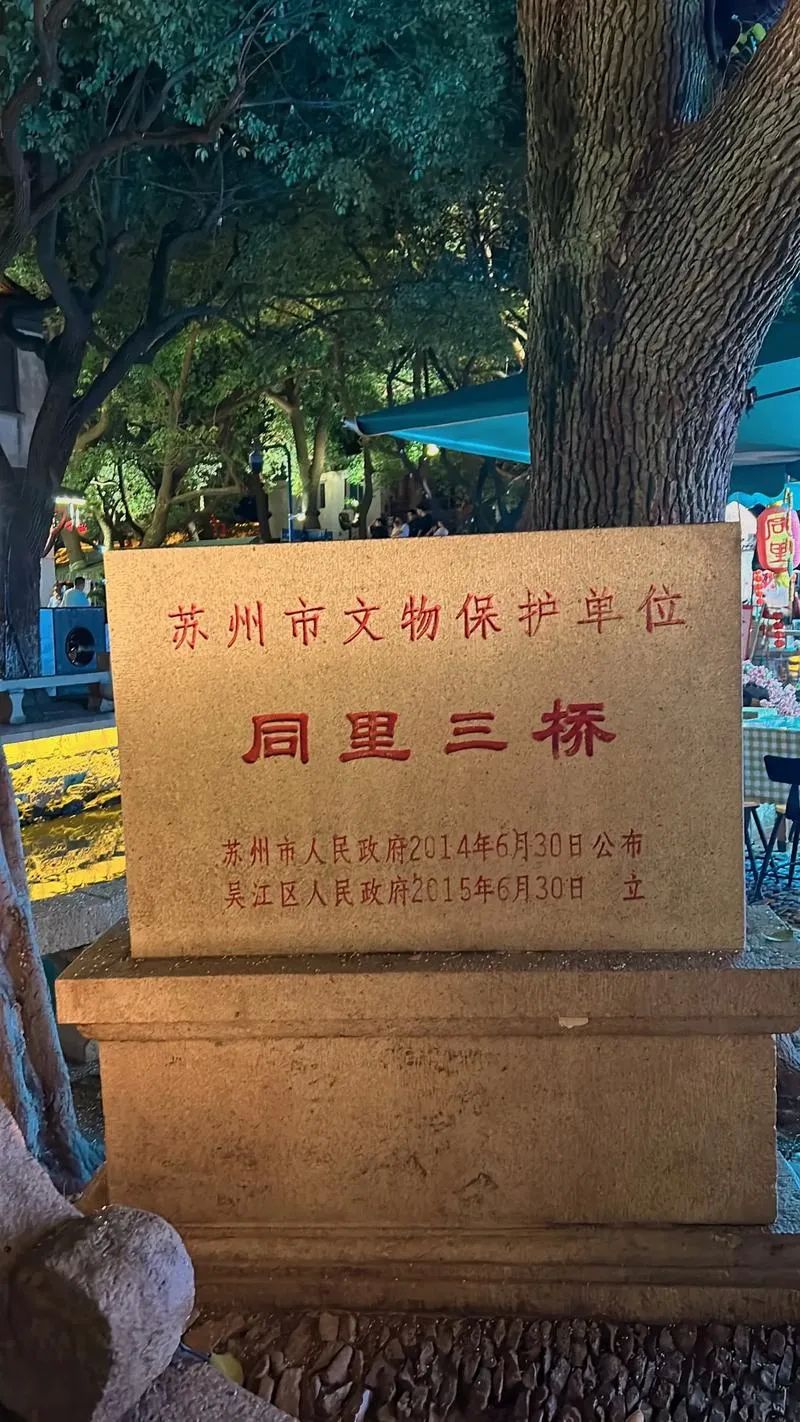 苏州市文物保护单位
同里三桥
苏州市人民政府2014年6月30日公布
吴江区人民政府2015年6月30日 立
同里